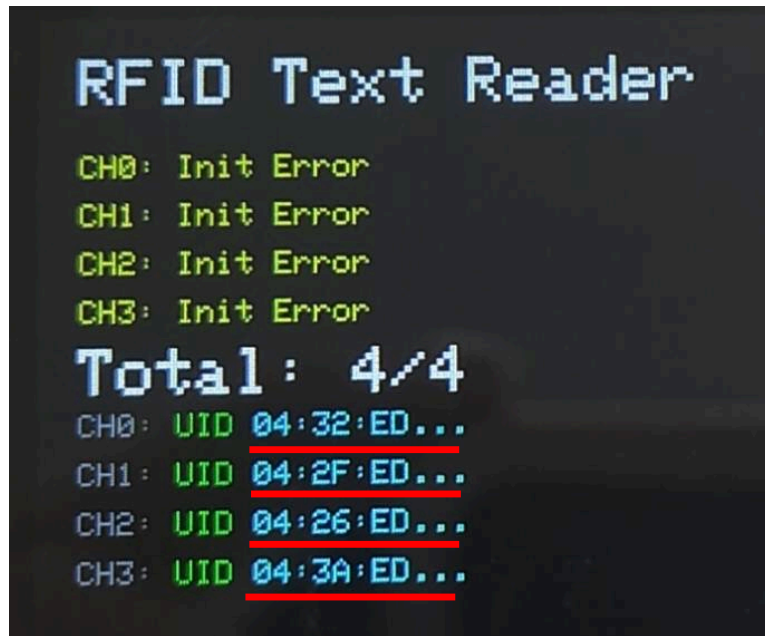 RFID Text Reader
CH0: Init Error
CH1: Init Error
CH2: Init Error
CH3: Init Error
Total: 4/4
CH0: UID 04:32:ED...
CH1: UID 04:2F:ED...
CH2: UID 04:26:ED...
CH3: UID 04:3A:ED...